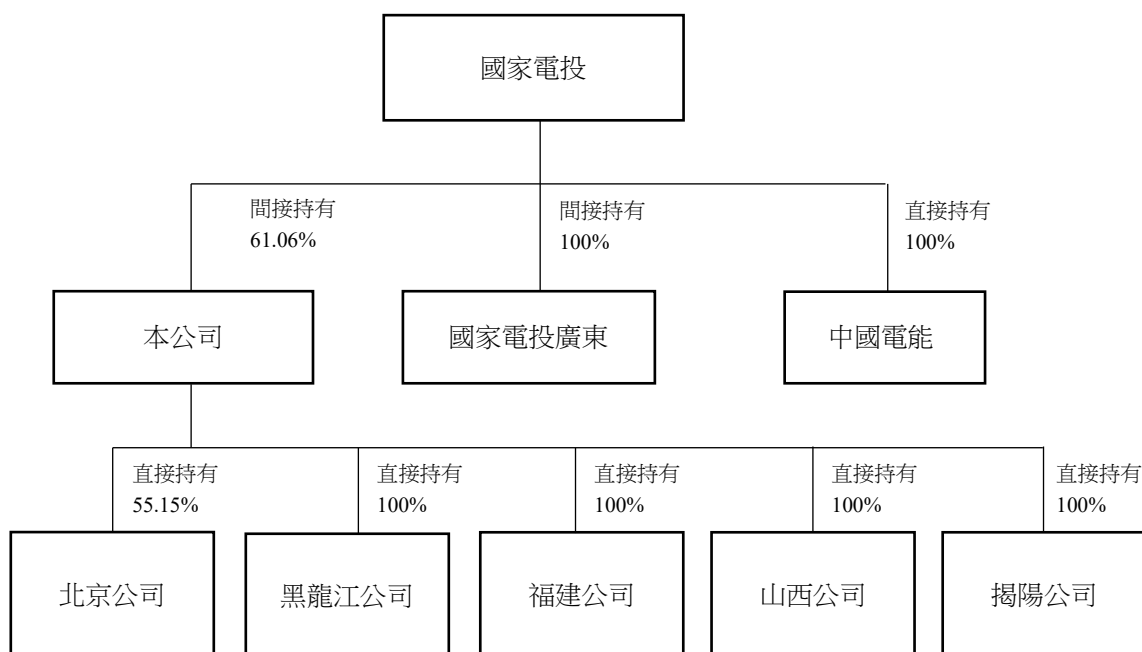 國家電投
間接持有
61.06%
間接持有
100%
直接持有
100%
本公司
國家電投廣東
中國電能
直接持有
55.15%
直接持有
100%
直接持有
100%
直接持有
100%
直接持有
100%
北京公司
黑龍江公司
福建公司
山西公司
揭陽公司